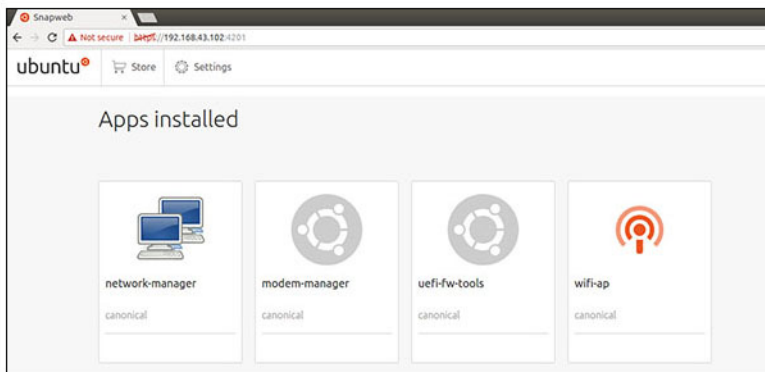 Snapweb
Not secure | https://192.168.43.102:4201
ubuntu Store Settings
Apps installed
network-manager modem-manager uefi-fw-tools wifi-ap
canonical canonical canonical canonical